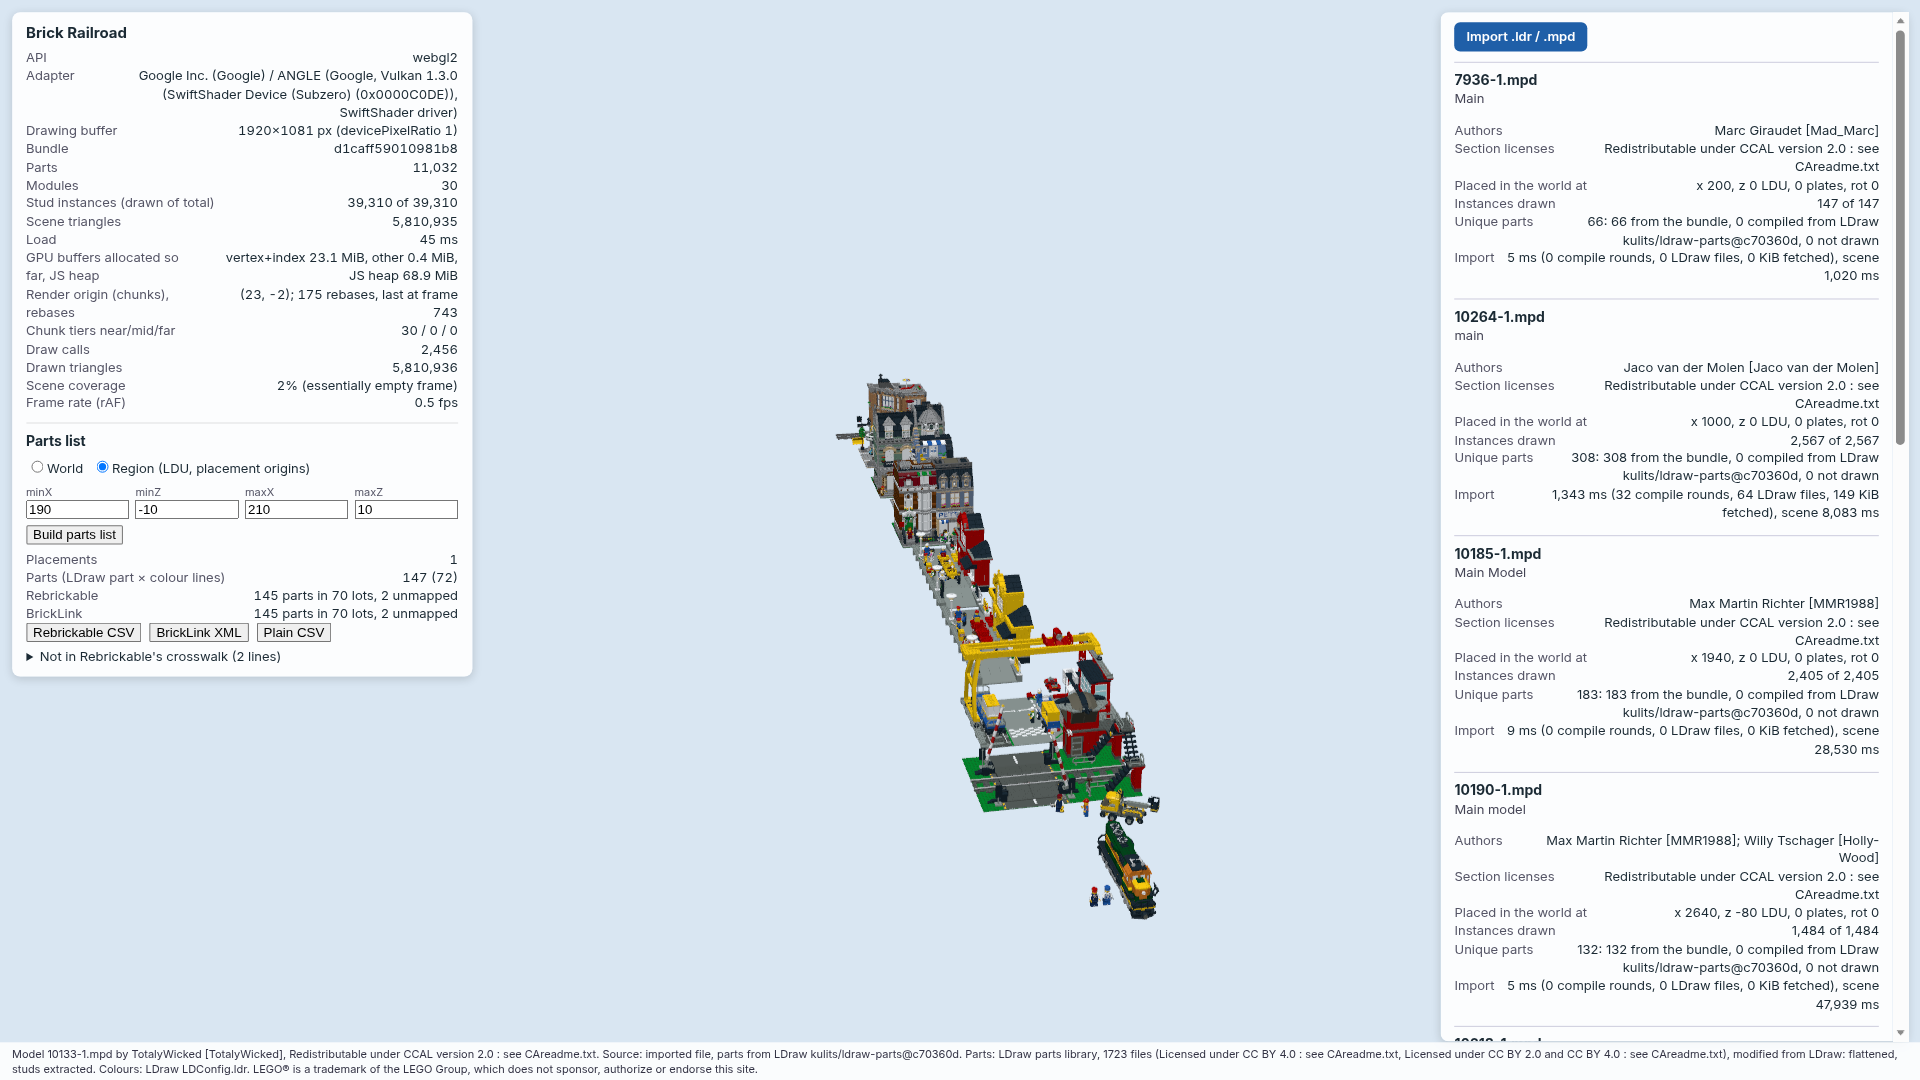 Brick Railroad
API webgl2
Adapter Google Inc. (Google) / ANGLE (Google, Vulkan 1.3.0
(SwiftShader Device (Subzero) (0x0000C0DE)),
SwiftShader driver)
Drawing buffer 1920×1081 px (devicePixelRatio 1)
Bundle d1caff59010981b8
Parts 11,032
Modules 30
Stud instances (drawn of total) 39,310 of 39,310
Scene triangles 5,810,935
Load 45 ms
GPU buffers allocated so vertex+index 23.1 MiB, other 0.4 MiB,
far, JS heap JS heap 68.9 MiB
Render origin (chunks), (23, -2); 175 rebases, last at frame
rebases 743
Chunk tiers near/mid/far 30 / 0 / 0
Draw calls 2,456
Drawn triangles 5,810,936
Scene coverage 2% (essentially empty frame)
Frame rate (rAF) 0.5 fps
Parts list
World Region (LDU, placement origins)
minX minZ maxX maxZ
190 -10 210 10
Build parts list
Placements 1
Parts (LDraw part × colour lines) 147 (72)
Rebrickable 145 parts in 70 lots, 2 unmapped
BrickLink 145 parts in 70 lots, 2 unmapped
Rebrickable CSV BrickLink XML Plain CSV
▶ Not in Rebrickable's crosswalk (2 lines)
Import .ldr / .mpd
7936-1.mpd
Main
Authors Marc Giraudet [Mad_Marc]
Section licenses Redistributable under CCAL version 2.0 : see
CAreadme.txt
Placed in the world at x 200, z 0 LDU, 0 plates, rot 0
Instances drawn 147 of 147
Unique parts 66: 66 from the bundle, 0 compiled from LDraw
kulits/ldraw-parts@c70360d, 0 not drawn
Import 5 ms (0 compile rounds, 0 LDraw files, 0 KiB fetched), scene
1,020 ms
10264-1.mpd
main
Authors Jaco van der Molen [Jaco van der Molen]
Section licenses Redistributable under CCAL version 2.0 : see
CAreadme.txt
Placed in the world at x 1000, z 0 LDU, 0 plates, rot 0
Instances drawn 2,567 of 2,567
Unique parts 308: 308 from the bundle, 0 compiled from LDraw
kulits/ldraw-parts@c70360d, 0 not drawn
Import 1,343 ms (32 compile rounds, 64 LDraw files, 149 KiB
fetched), scene 8,083 ms
10185-1.mpd
Main Model
Authors Max Martin Richter [MMR1988]
Section licenses Redistributable under CCAL version 2.0 : see
CAreadme.txt
Placed in the world at x 1940, z 0 LDU, 0 plates, rot 0
Instances drawn 2,405 of 2,405
Unique parts 183: 183 from the bundle, 0 compiled from LDraw
kulits/ldraw-parts@c70360d, 0 not drawn
Import 9 ms (0 compile rounds, 0 LDraw files, 0 KiB fetched), scene
28,530 ms
10190-1.mpd
Main model
Authors Max Martin Richter [MMR1988]; Willy Tschager [Holly-
Wood]
Section licenses Redistributable under CCAL version 2.0 : see
CAreadme.txt
Placed in the world at x 2640, z -80 LDU, 0 plates, rot 0
Instances drawn 1,484 of 1,484
Unique parts 132: 132 from the bundle, 0 compiled from LDraw
kulits/ldraw-parts@c70360d, 0 not drawn
Import 5 ms (0 compile rounds, 0 LDraw files, 0 KiB fetched), scene
47,939 ms
Model 10133-1.mpd by TotalyWicked [TotalyWicked], Redistributable under CCAL version 2.0 : see CAreadme.txt. Source: imported file, parts from LDraw kulits/ldraw-parts@c70360d. Parts: LDraw parts library, 1723 files (Licensed under CC BY 4.0 : see CAreadme.txt, Licensed under CC BY 2.0 and CC BY 4.0 : see CAreadme.txt), modified from LDraw: flattened,
studs extracted. Colours: LDraw LDConfig.ldr. LEGO® is a trademark of the LEGO Group, which does not sponsor, authorize or endorse this site.